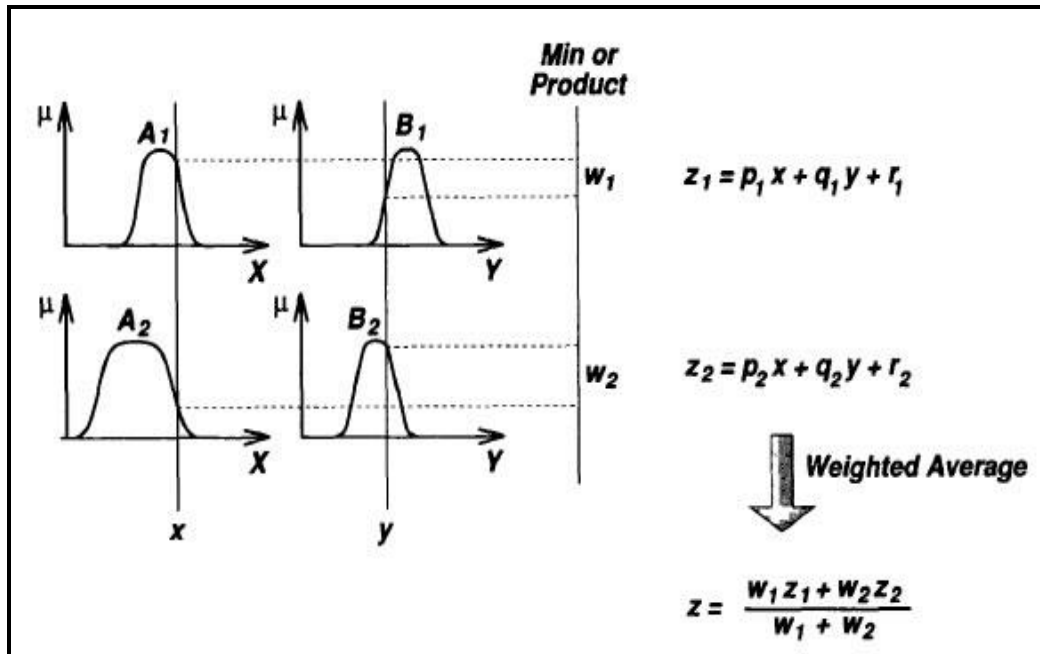 Min or
Product
μ
A₁
X
μ
B₁
Y
w₁
z₁ = p₁ x + q₁ y + r₁
μ
A₂
X
μ
B₂
Y
w₂
z₂ = p₂ x + q₂ y + r₂
Weighted Average
x
y
z = (w₁ z₁ + w₂ z₂) / (w₁ + w₂)